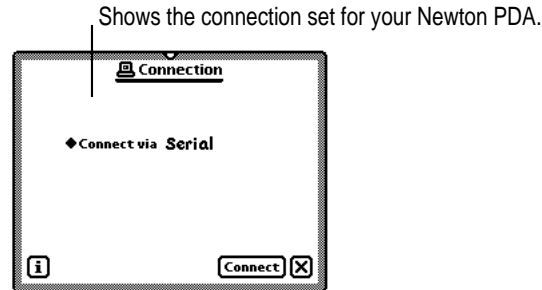 Shows the connection set for your Newton PDA.
Connection
◆Connect via Serial
i Connect X